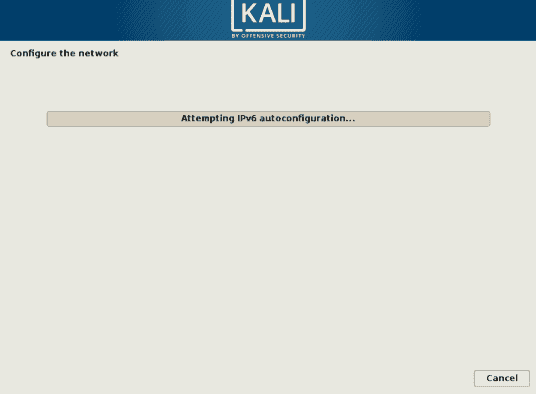 KALI
BY OFFENSIVE SECURITY
Configure the network
Attempting IPv6 autoconfiguration...
Cancel